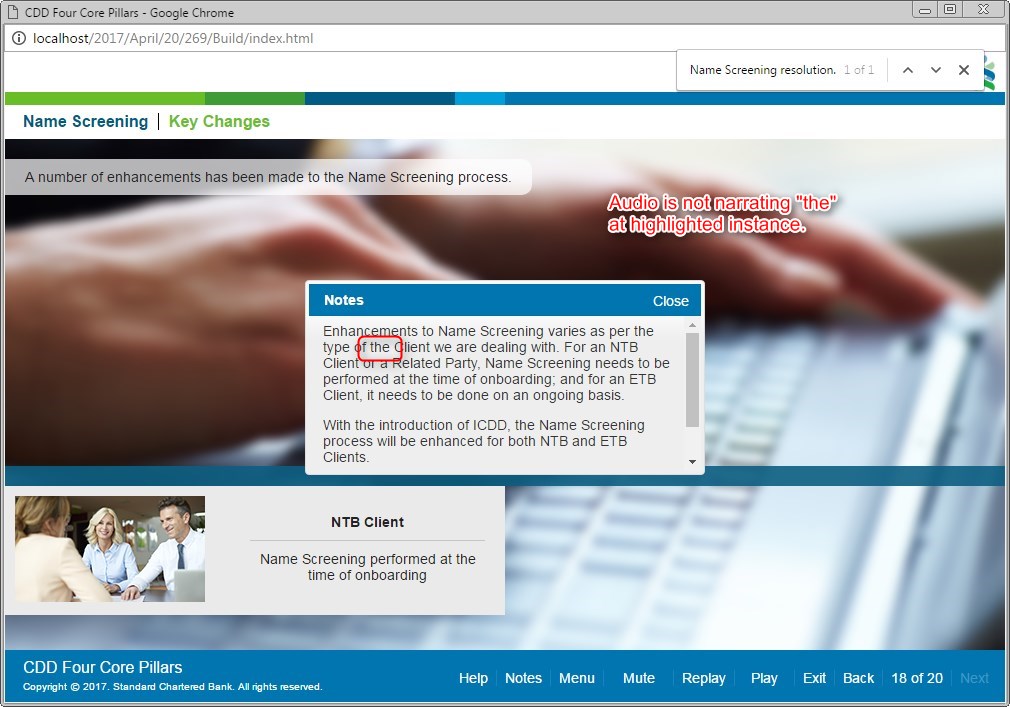 CDD Four Core Pillars - Google Chrome
localhost/2017/April/20/269/Build/index.html
Name Screening resolution. 1 of 1
Name Screening | Key Changes
A number of enhancements has been made to the Name Screening process.
Audio is not narrating "the"
at highlighted instance.
Notes Close
Enhancements to Name Screening varies as per the
type of the Client we are dealing with. For an NTB
Client or a Related Party, Name Screening needs to be
performed at the time of onboarding; and for an ETB
Client, it needs to be done on an ongoing basis.
With the introduction of ICDD, the Name Screening
process will be enhanced for both NTB and ETB
Clients.
NTB Client
Name Screening performed at the
time of onboarding
CDD Four Core Pillars
Copyright © 2017. Standard Chartered Bank. All rights reserved.
Help Notes Menu Mute Replay Play Exit Back 18 of 20 Next